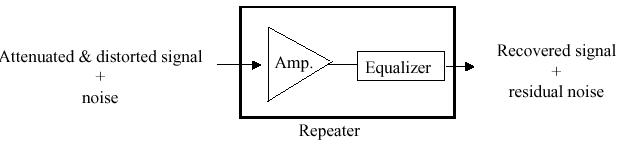 Attenuated & distorted signal
+
noise
Amp.
Equalizer
Repeater
Recovered signal
+
residual noise